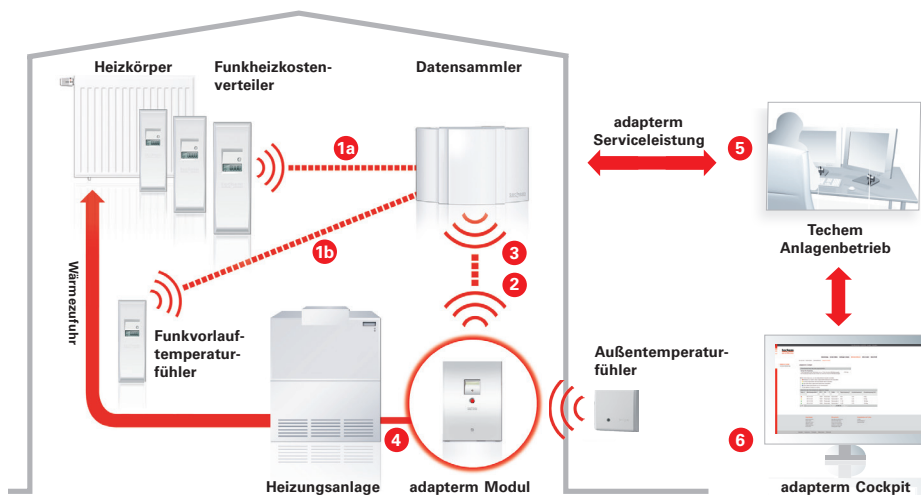 Heizkörper
Funkheizkosten-
verteiler
Datensammler
1a
adapterm
Serviceleistung
5
1b
3
2
Techem
Anlagenbetrieb
Wärmezufuhr
Funkvorlauf-
temperatur-
fühler
Außentemperatur-
fühler
4
6
Heizungsanlage
adapterm Modul
adapterm Cockpit